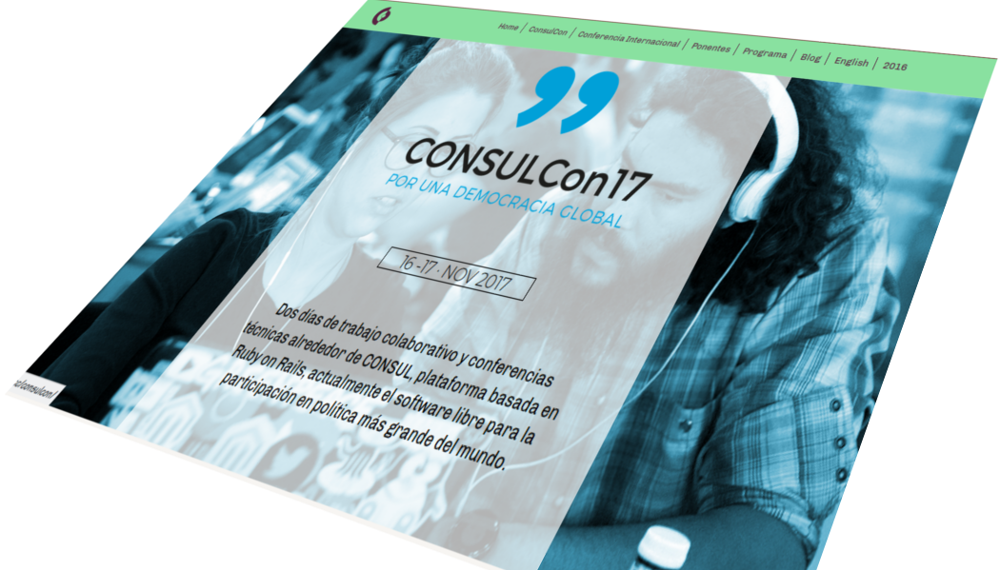 Home | ConsulCon | Conferencia Internacional | Ponentes | Programa | Blog | English | 2016
CONSULCon17
POR UNA DEMOCRACIA GLOBAL
16 -17 · NOV 2017
Dos días de trabajo colaborativo y conferencias
técnicas alrededor de CONSUL, plataforma basada en
Ruby on Rails, actualmente el software libre para la
participación en política más grande del mundo.